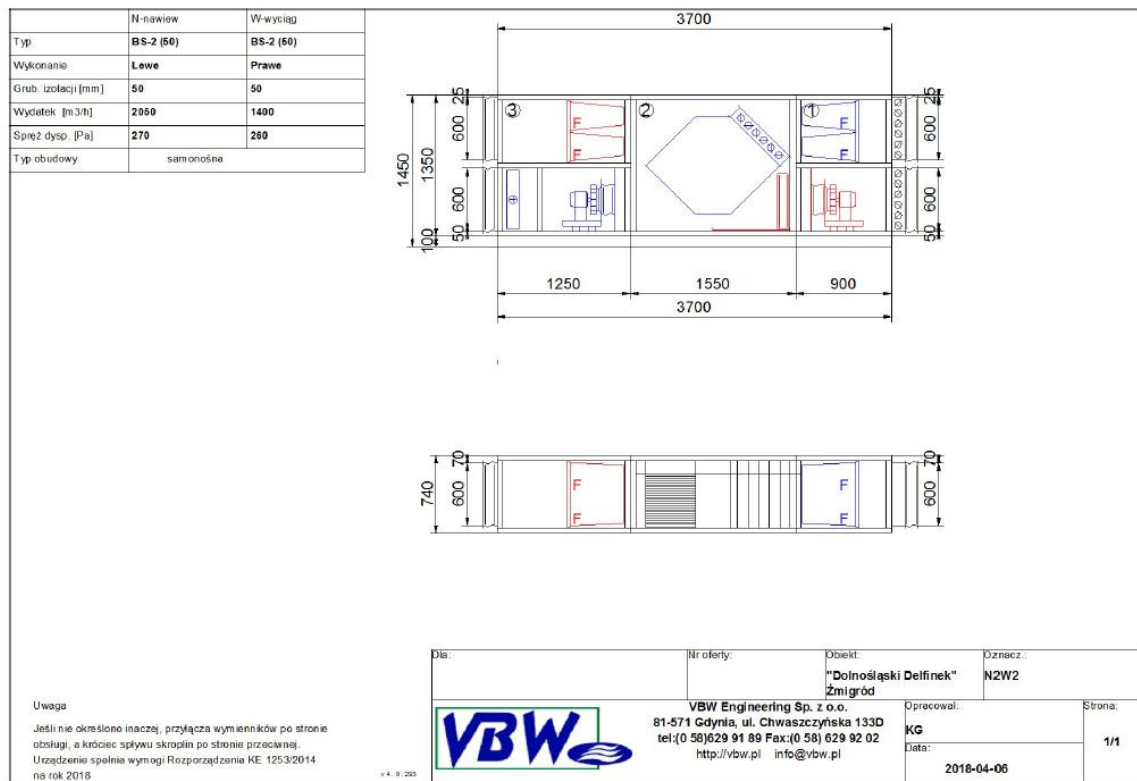 N-nawiew W-wyciąg
Typ BS-2 (50) BS-2 (50)
Wykonanie Lewe Prawe
Grub. izolacji [mm] 50 50
Wydatek [m3/h] 2050 1400
Spręż dysp. [Pa] 270 260
Typ obudowy samonośna
3700
25 25
3 2 1
F F
600 600
F F
1450 1350
600 600
100 50 50
1250 1550 900
3700
70 70
740 600 F F 600
F F
Uwaga
Jeśli nie określono inaczej, przyłącza wymienników po stronie
obsługi, a króciec spływu skroplin po stronie przeciwnej.
Urządzenie spełnia wymogi Rozporządzenia KE 1253/2014
na rok 2018
Dla: Nr oferty: Obiekt: Oznacz.:
"Dolnośląski Delfinek" N2W2
Żmigród
VBW
VBW Engineering Sp. z o.o.
81-571 Gdynia, ul. Chwaszczyńska 133D
tel:(0 58)629 91 89 Fax:(0 58) 629 92 02
http://vbw.pl info@vbw.pl
Opracował: Strona:
KG
1/1
Data:
2018-04-06